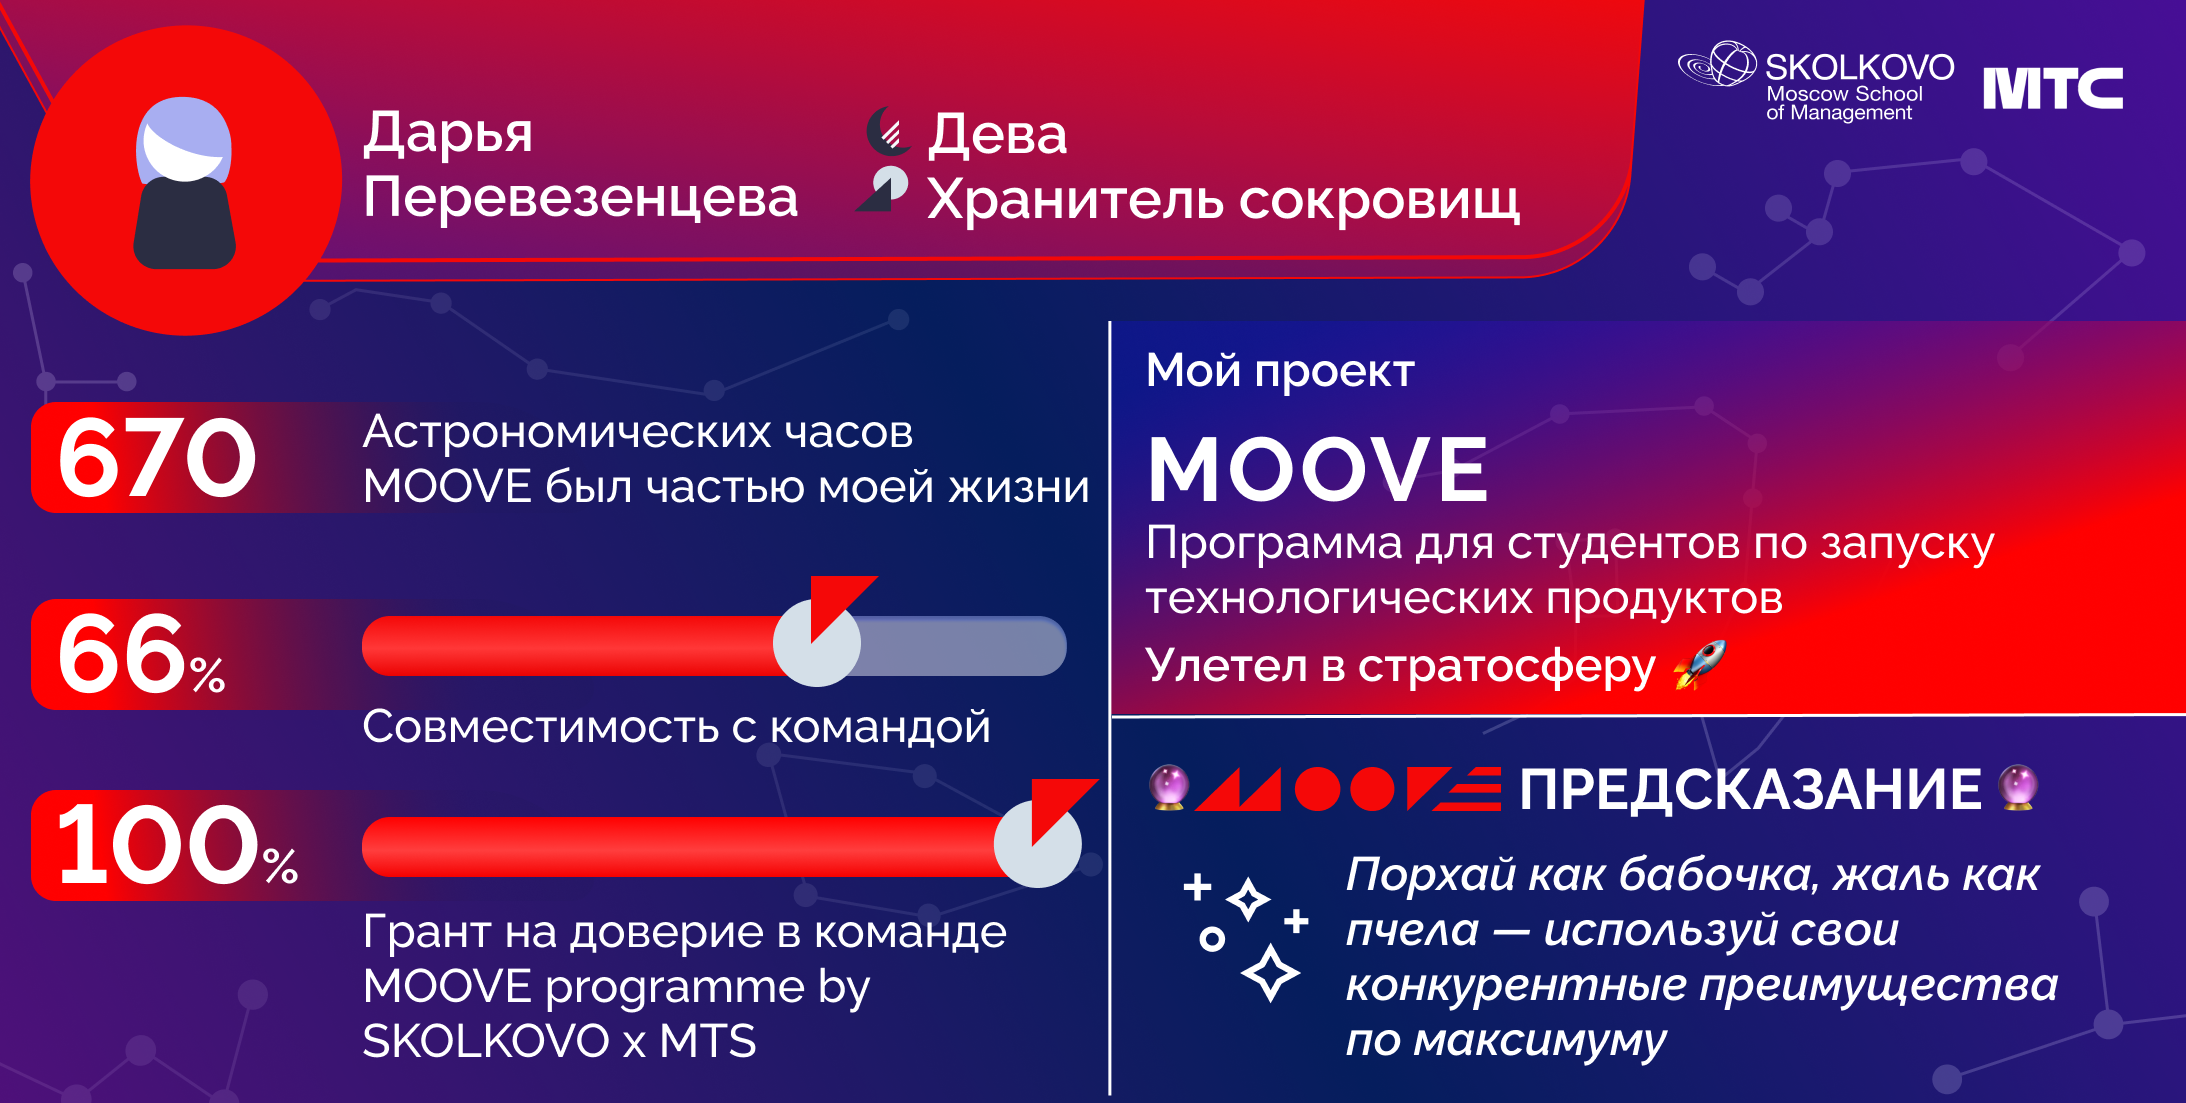 Дарья
Перевезенцева
Дева
Хранитель сокровищ
SKOLKOVO
Moscow School
of Management
МТС
670
Астрономических часов
MOOVE был частью моей жизни
66%
Совместимость с командой
100%
Грант на доверие в команде
MOOVE programme by
SKOLKOVO x MTS
Мой проект
MOOVE
Программа для студентов по запуску
технологических продуктов
Улетел в стратосферу 🚀
🔮MOOVE ПРЕДСКАЗАНИЕ🔮
Порхай как бабочка, жаль как
пчела — используй свои
конкурентные преимущества
по максимуму